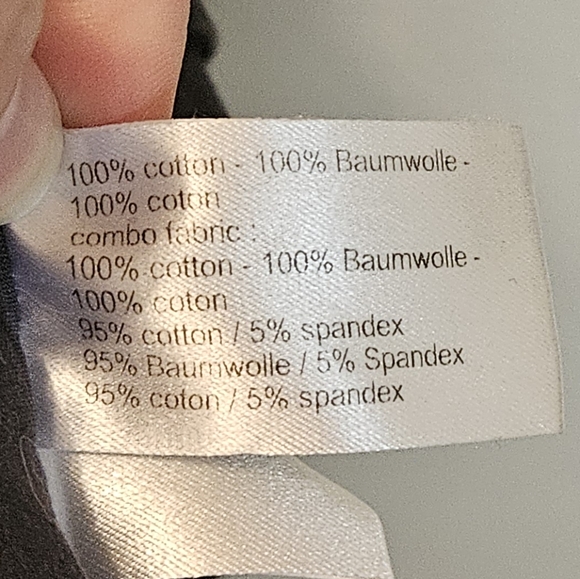 100% cotton - 100% Baumwolle -
100% coton
combo fabric :
100% cotton - 100% Baumwolle -
100% coton
95% cotton / 5% spandex
95% Baumwolle / 5% Spandex
95% coton / 5% spandex